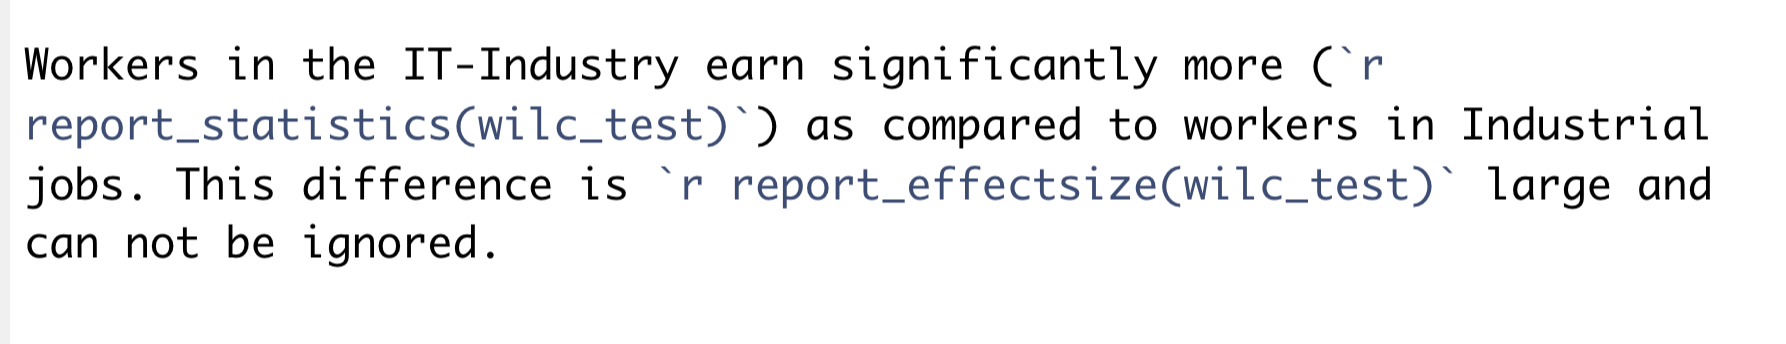 Workers in the IT-Industry earn significantly more (`r
report_statistics(wilc_test)`) as compared to workers in Industrial
jobs. This difference is `r report_effectsize(wilc_test)` large and
can not be ignored.